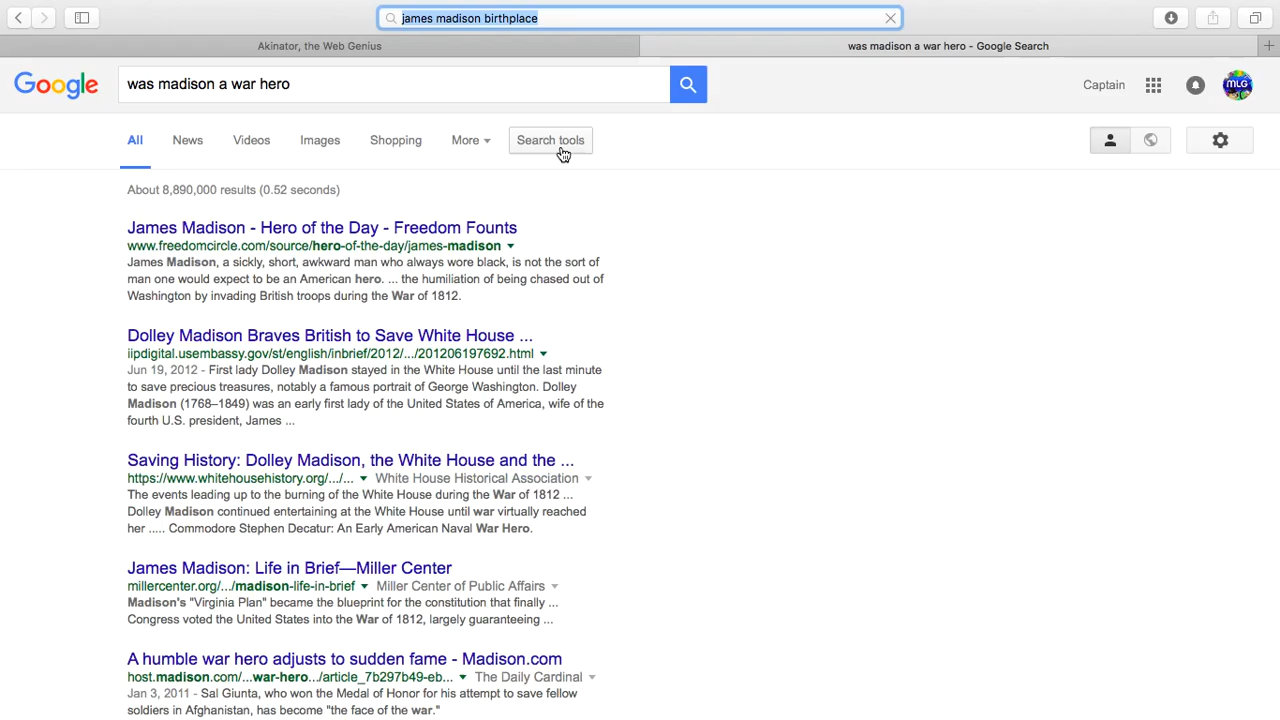 james madison birthplace
Akinator, the Web Genius
was madison a war hero - Google Search
Google
was madison a war hero
Captain
MLG
All
News
Videos
Images
Shopping
More
Search tools
About 8,890,000 results (0.52 seconds)
James Madison - Hero of the Day - Freedom Founts
www.freedomcircle.com/source/hero-of-the-day/james-madison
James Madison, a sickly, short, awkward man who always wore black, is not the sort of
man one would expect to be an American hero. ... the humiliation of being chased out of
Washington by invading British troops during the War of 1812.
Dolley Madison Braves British to Save White House ...
iipdigital.usembassy.gov/st/english/inbrief/2012/.../201206197692.html
Jun 19, 2012 - First lady Dolley Madison stayed in the White House until the last minute
to save precious treasures, notably a famous portrait of George Washington. Dolley
Madison (1768–1849) was an early first lady of the United States of America, wife of the
fourth U.S. president, James ...
Saving History: Dolley Madison, the White House and the ...
https://www.whitehousehistory.org/.../... White House Historical Association
The events leading up to the burning of the White House during the War of 1812 ...
Dolley Madison continued entertaining at the White House until war virtually reached
her ..... Commodore Stephen Decatur: An Early American Naval War Hero.
James Madison: Life in Brief—Miller Center
millercenter.org/.../madison-life-in-brief Miller Center of Public Affairs
Madison's "Virginia Plan" became the blueprint for the constitution that finally ...
Congress voted the United States into the War of 1812, largely guaranteeing ...
A humble war hero adjusts to sudden fame - Madison.com
host.madison.com/...war-hero.../article_7b297b49-eb... The Daily Cardinal
Jan 3, 2011 - Sal Giunta, who won the Medal of Honor for his attempt to save fellow
soldiers in Afghanistan, has become "the face of the war."